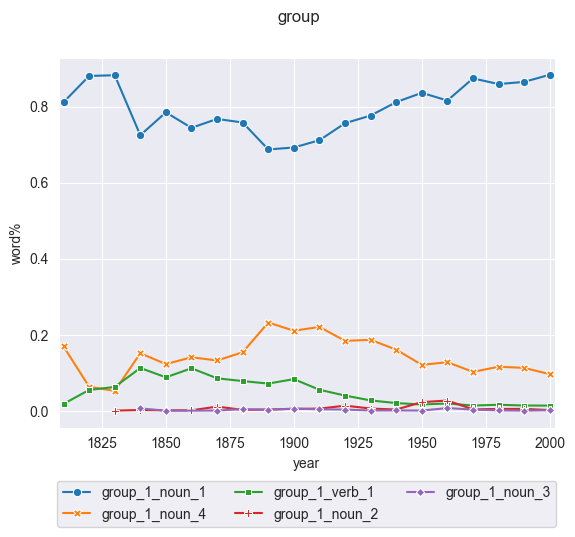 group
0.8
0.6
0.4
0.2
0.0
word%
1825 1850 1875 1900 1925 1950 1975 2000
year
group_1_noun_1 group_1_verb_1 group_1_noun_3
group_1_noun_4 group_1_noun_2